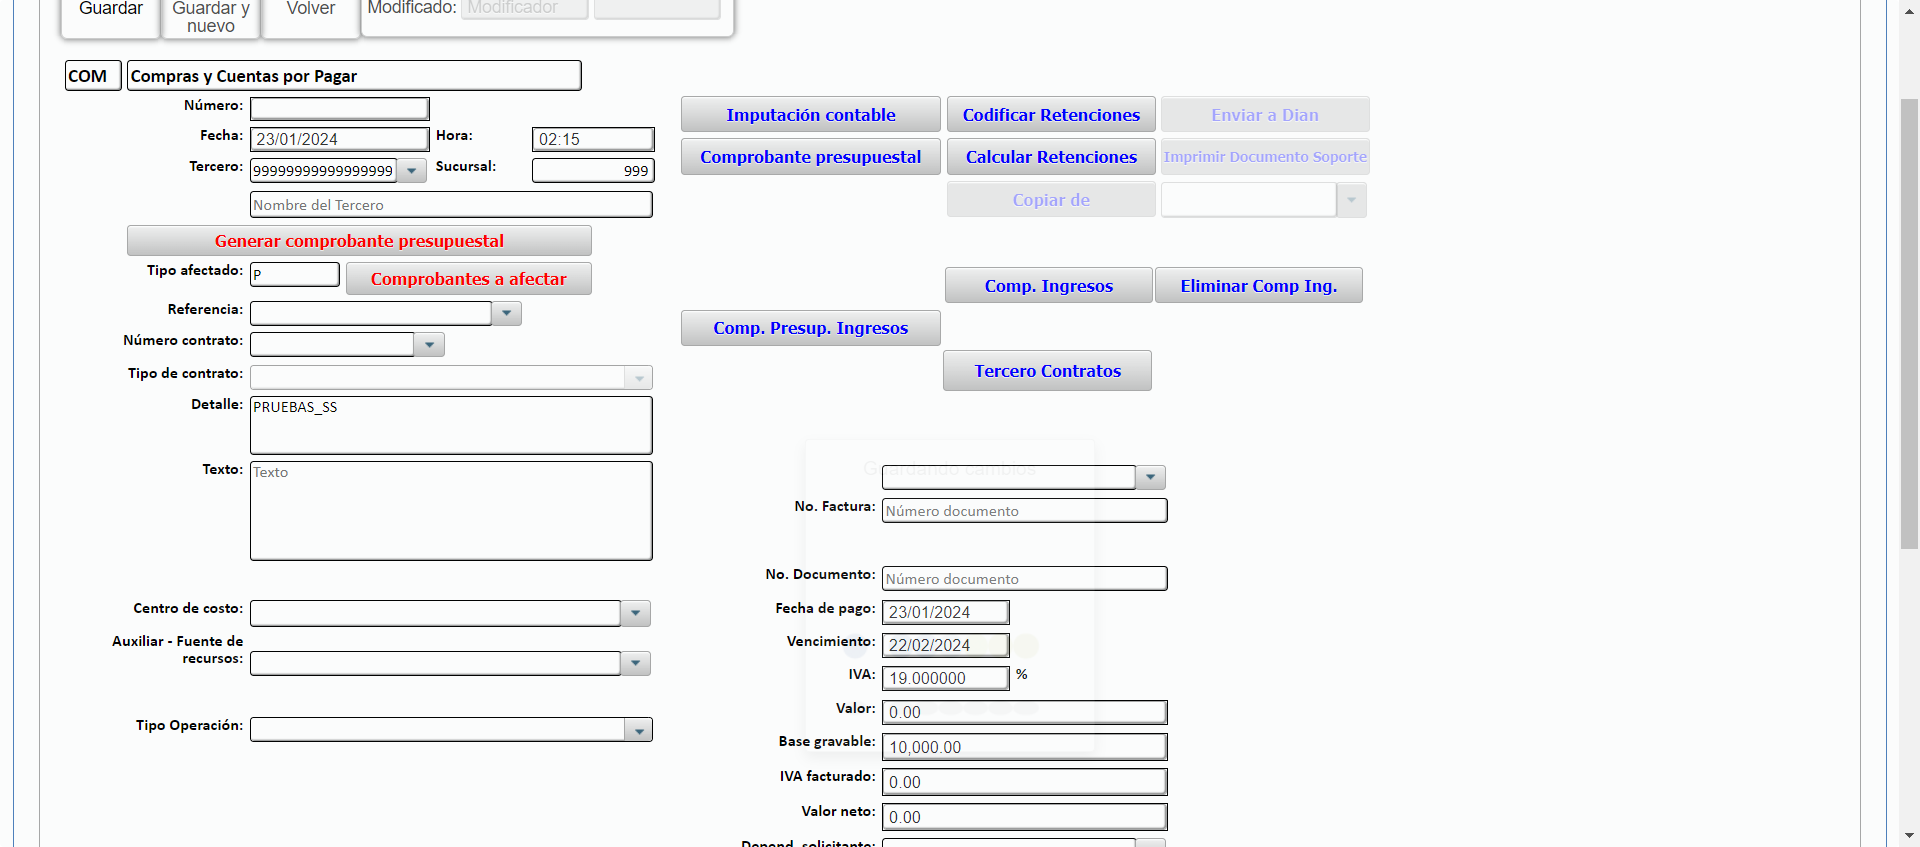 Guardar
Guardar y nuevo
Volver
Modificado: Modificador
COM Compras y Cuentas por Pagar
Número:
Fecha: 23/01/2024 Hora: 02:15
Tercero: 99999999999999999 Sucursal: 999
Nombre del Tercero
Generar comprobante presupuestal
Tipo afectado: P Comprobantes a afectar
Referencia:
Número contrato:
Tipo de contrato:
Detalle: PRUEBAS_SS
Texto: Texto
Centro de costo:
Auxiliar - Fuente de
recursos:
Tipo Operación:
Imputación contable Codificar Retenciones Enviar a Dian
Comprobante presupuestal Calcular Retenciones Imprimir Documento Soporte
Copiar de
Comp. Ingresos Eliminar Comp Ing.
Comp. Presup. Ingresos
Tercero Contratos
Guardando cambios
No. Factura: Número documento
No. Documento: Número documento
Fecha de pago: 23/01/2024
Vencimiento: 22/02/2024
IVA: 19.000000 %
Valor: 0.00
Base gravable: 10,000.00
IVA facturado: 0.00
Valor neto: 0.00
Depend. solicitante: